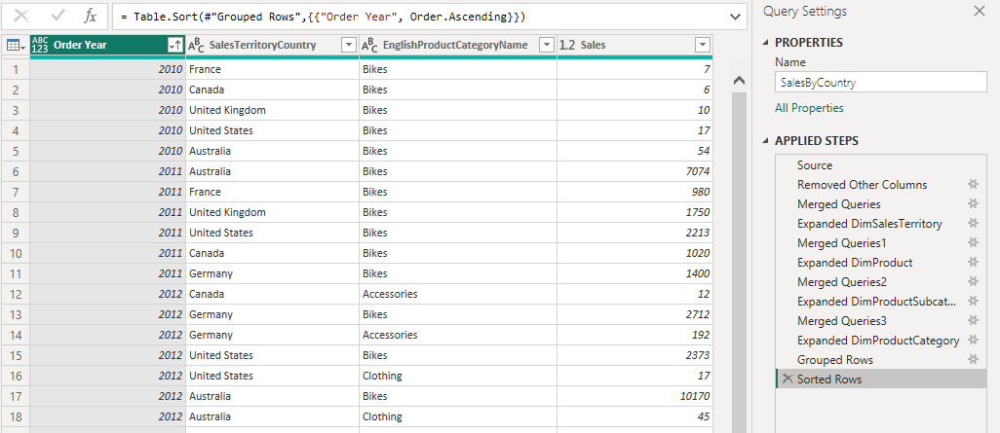 = Table.Sort(#"Grouped Rows",{{"Order Year", Order.Ascending}})
ABC 123 Order Year ABC SalesTerritoryCountry ABC EnglishProductCategoryName 1.2 Sales
1 2010 France Bikes 7
2 2010 Canada Bikes 6
3 2010 United Kingdom Bikes 10
4 2010 United States Bikes 17
5 2010 Australia Bikes 54
6 2011 Australia Bikes 7074
7 2011 France Bikes 980
8 2011 United Kingdom Bikes 1750
9 2011 United States Bikes 2213
10 2011 Canada Bikes 1020
11 2011 Germany Bikes 1400
12 2012 Canada Accessories 12
13 2012 Germany Bikes 2712
14 2012 Germany Accessories 192
15 2012 United States Bikes 2373
16 2012 United States Clothing 17
17 2012 Australia Bikes 10170
18 2012 Australia Clothing 45
Query Settings
PROPERTIES
Name
SalesByCountry
All Properties
APPLIED STEPS
Source
Removed Other Columns
Merged Queries
Expanded DimSalesTerritory
Merged Queries1
Expanded DimProduct
Merged Queries2
Expanded DimProductSubcat...
Merged Queries3
Expanded DimProductCategory
Grouped Rows
Sorted Rows